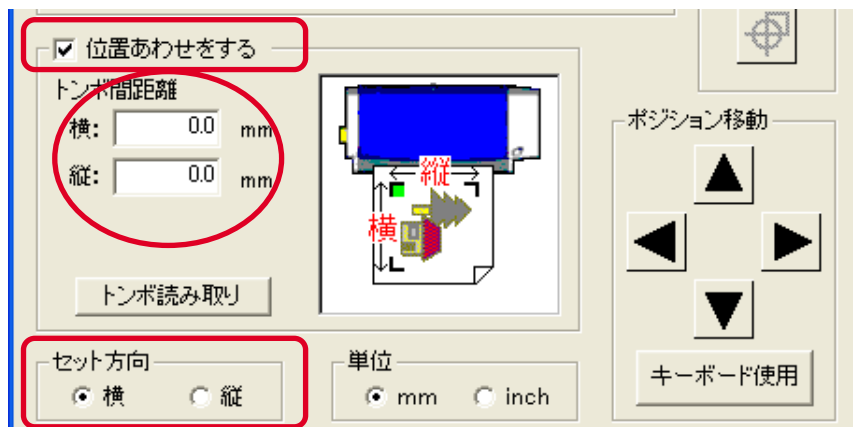 位置あわせをする
トンボ間距離
横: 0.0 mm
縦: 0.0 mm
縦
横
トンボ読み取り
セット方向
横 縦
単位
mm inch
ポジション移動
キーボード使用